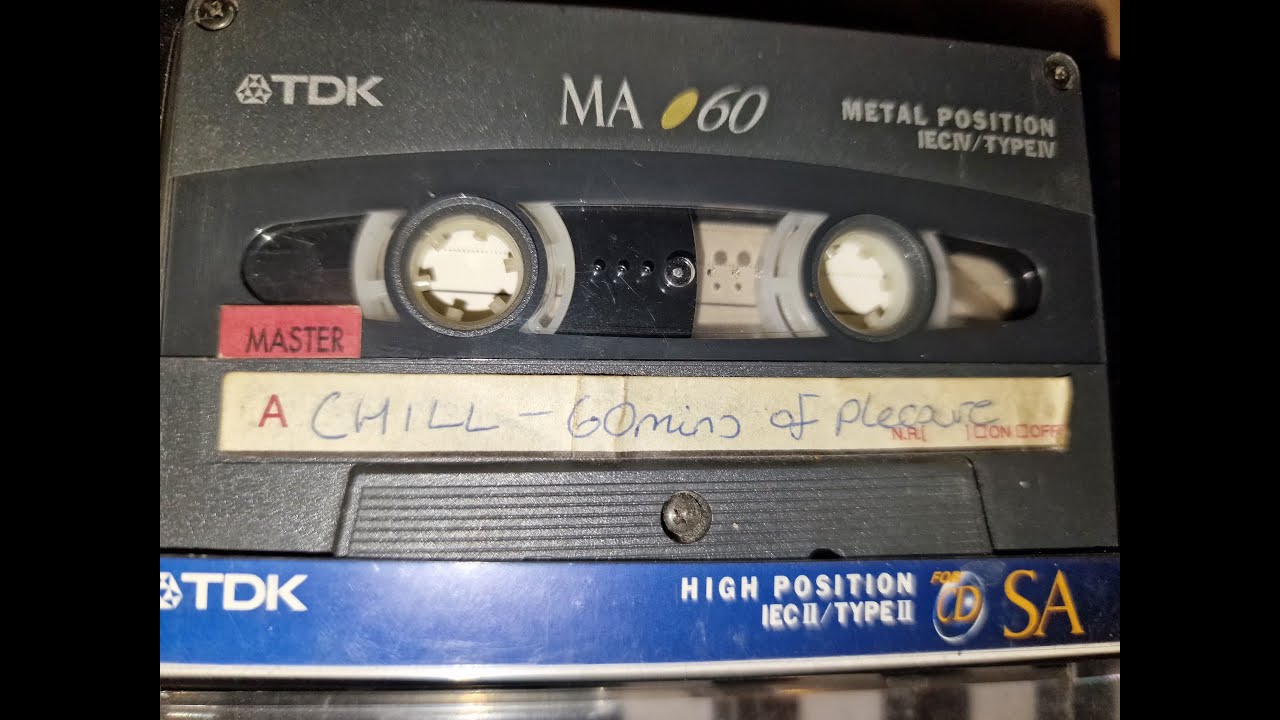 TDK MA 60 METAL POSITION
IECIV/TYPEIV
MASTER
A CHILL - 60mins of Plesaure
N.R. ON OFF
TDK HIGH POSITION FOR CD SA
IECII/TYPEII